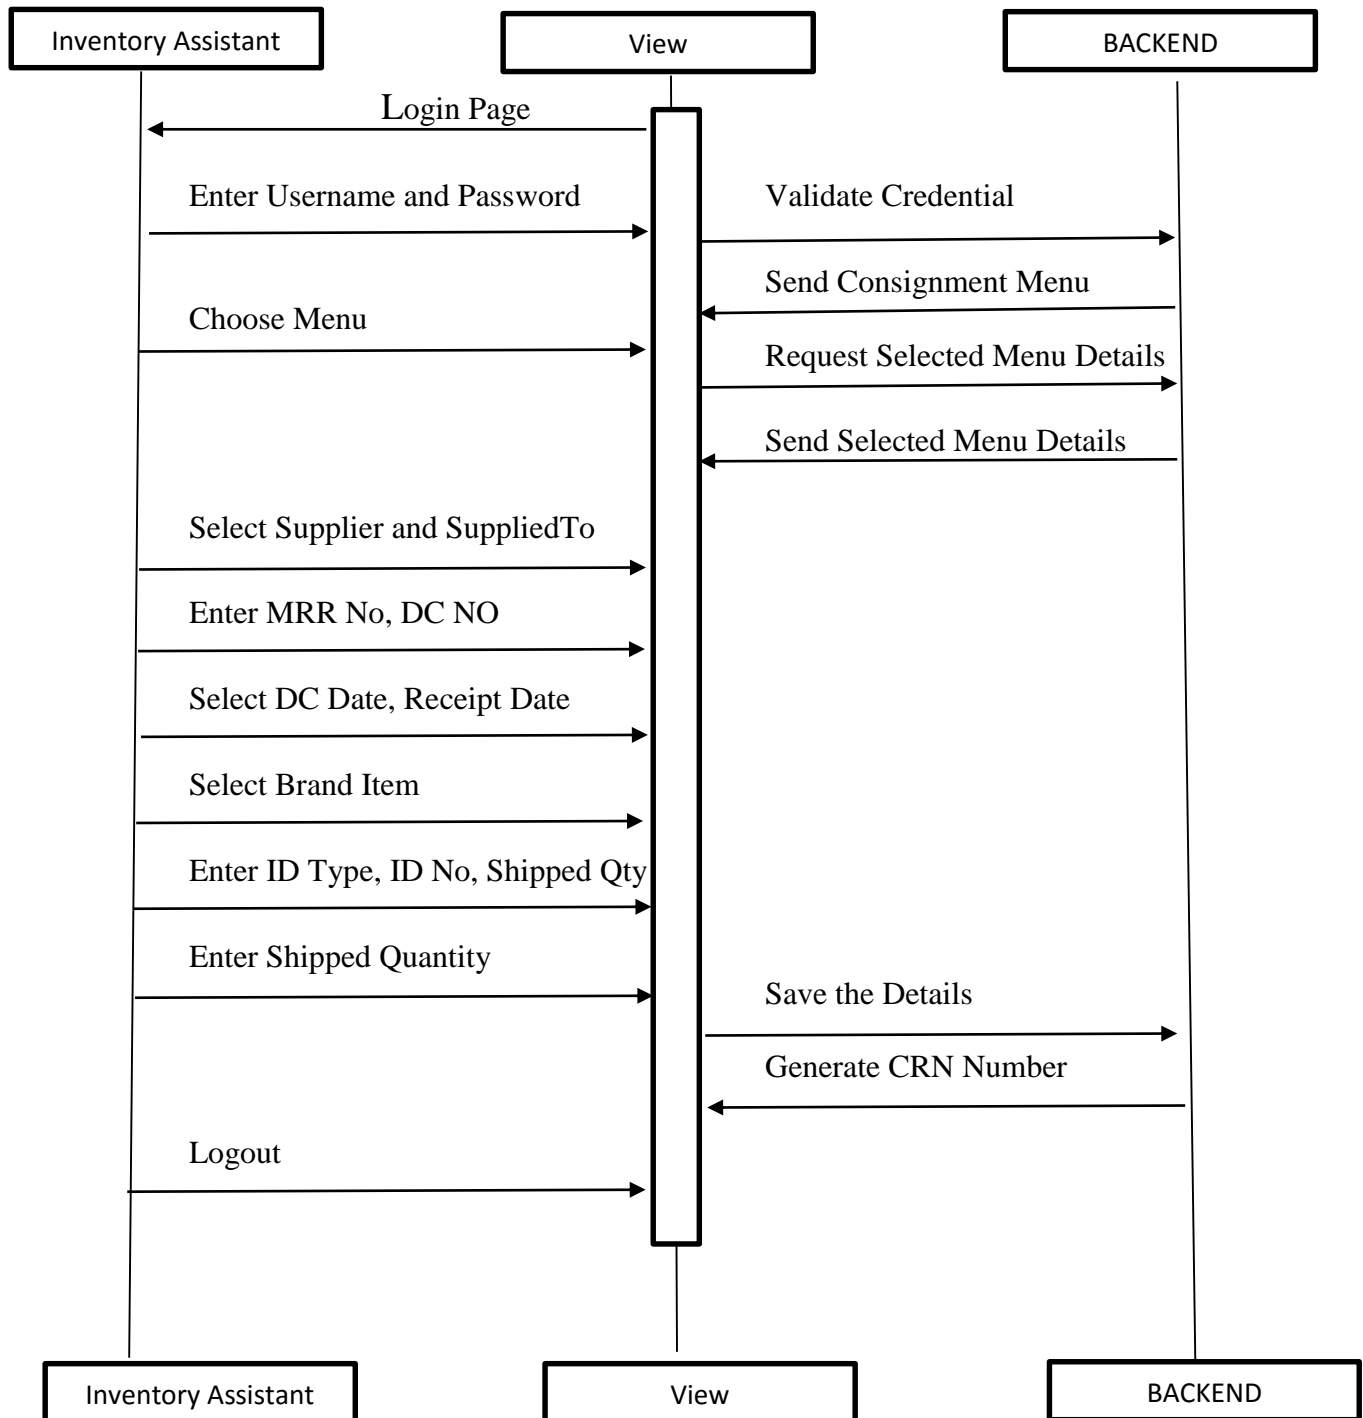 Inventory Assistant
View
BACKEND
Login Page
Enter Username and Password
Validate Credential
Send Consignment Menu
Choose Menu
Request Selected Menu Details
Send Selected Menu Details
Select Supplier and SuppliedTo
Enter MRR No, DC NO
Select DC Date, Receipt Date
Select Brand Item
Enter ID Type, ID No, Shipped Qty
Enter Shipped Quantity
Save the Details
Generate CRN Number
Logout
Inventory Assistant
View
BACKEND